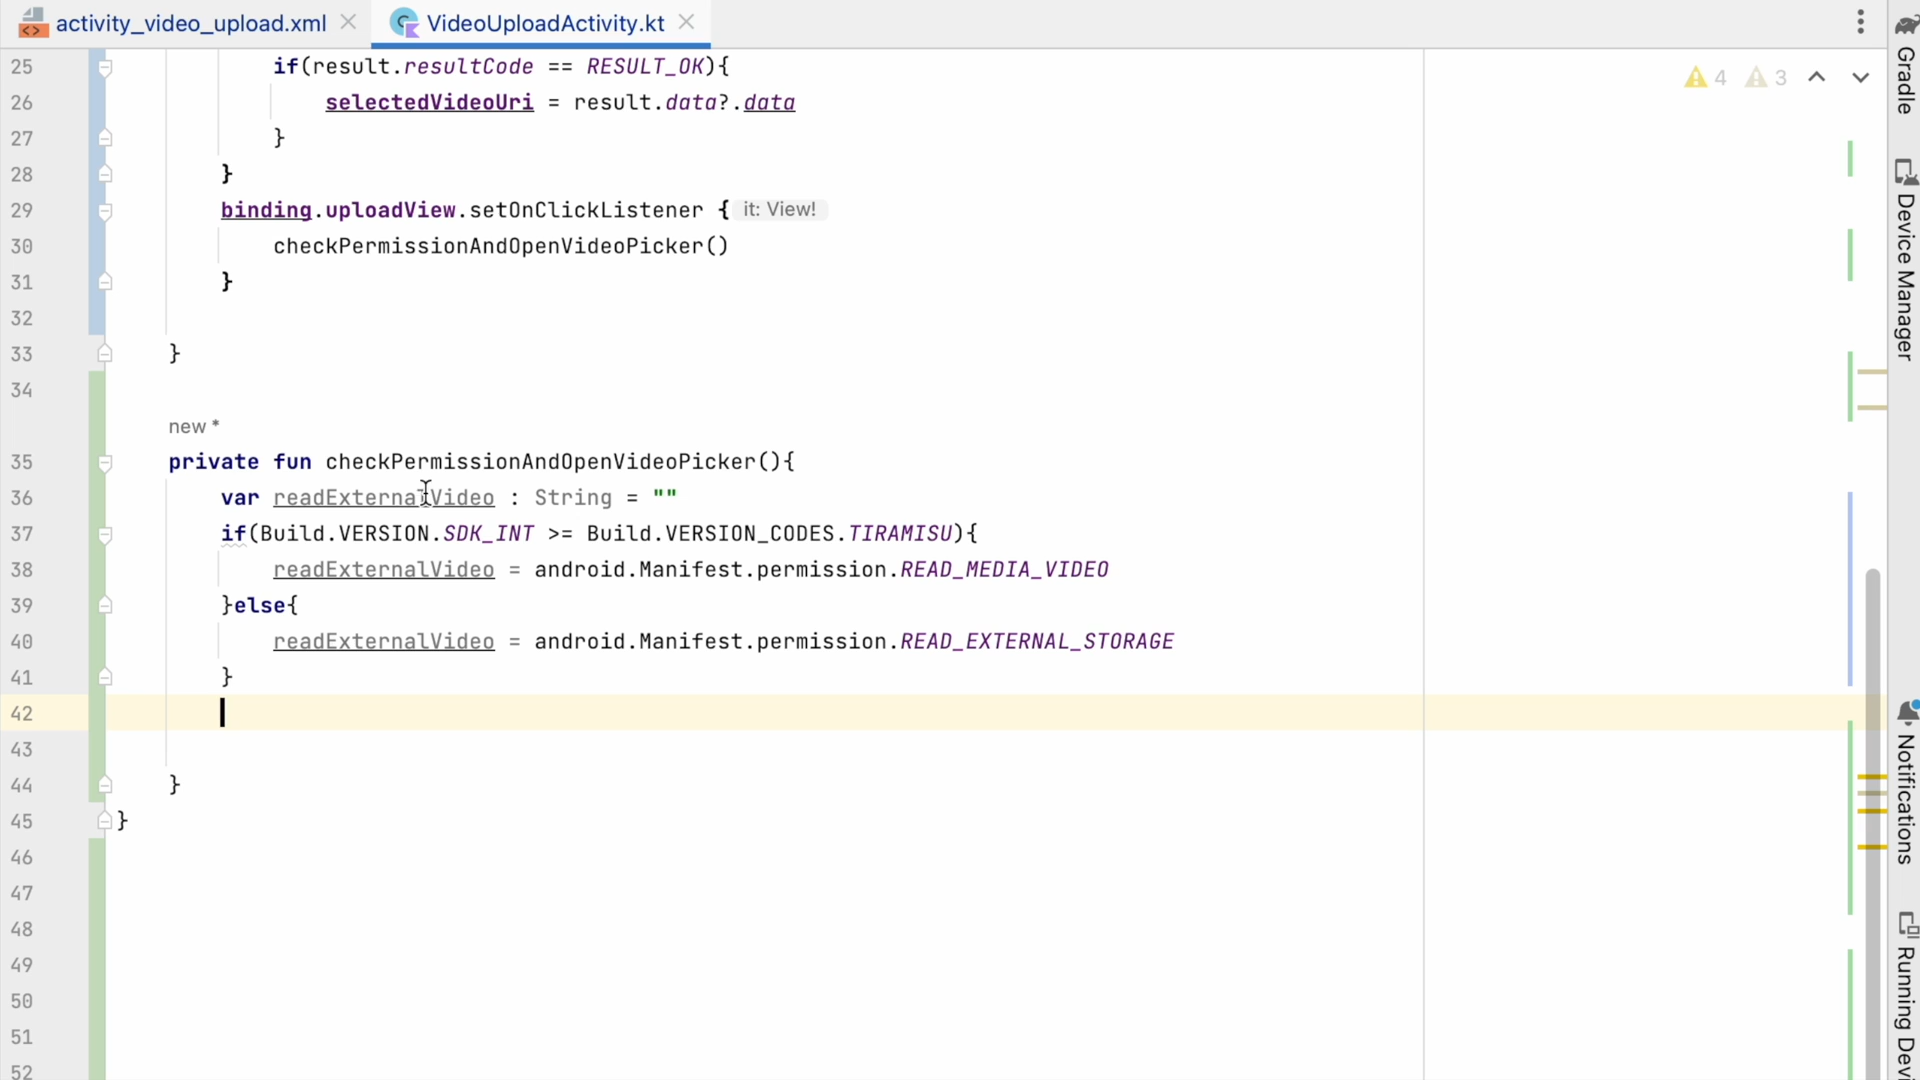 activity_video_upload.xml
VideoUploadActivity.kt
4 3
25 if(result.resultCode == RESULT_OK){
26 selectedVideoUri = result.data?.data
27 }
28 }
29 binding.uploadView.setOnClickListener { it: View!
30 checkPermissionAndOpenVideoPicker()
31 }
32
33 }
34
new *
35 private fun checkPermissionAndOpenVideoPicker(){
36 var readExternalVideo : String = ""
37 if(Build.VERSION.SDK_INT >= Build.VERSION_CODES.TIRAMISU){
38 readExternalVideo = android.Manifest.permission.READ_MEDIA_VIDEO
39 }else{
40 readExternalVideo = android.Manifest.permission.READ_EXTERNAL_STORAGE
41 }
42
43
44 }
45 }
46
47
48
49
50
51
52
Gradle
Device Manager
Notifications
Running Devi